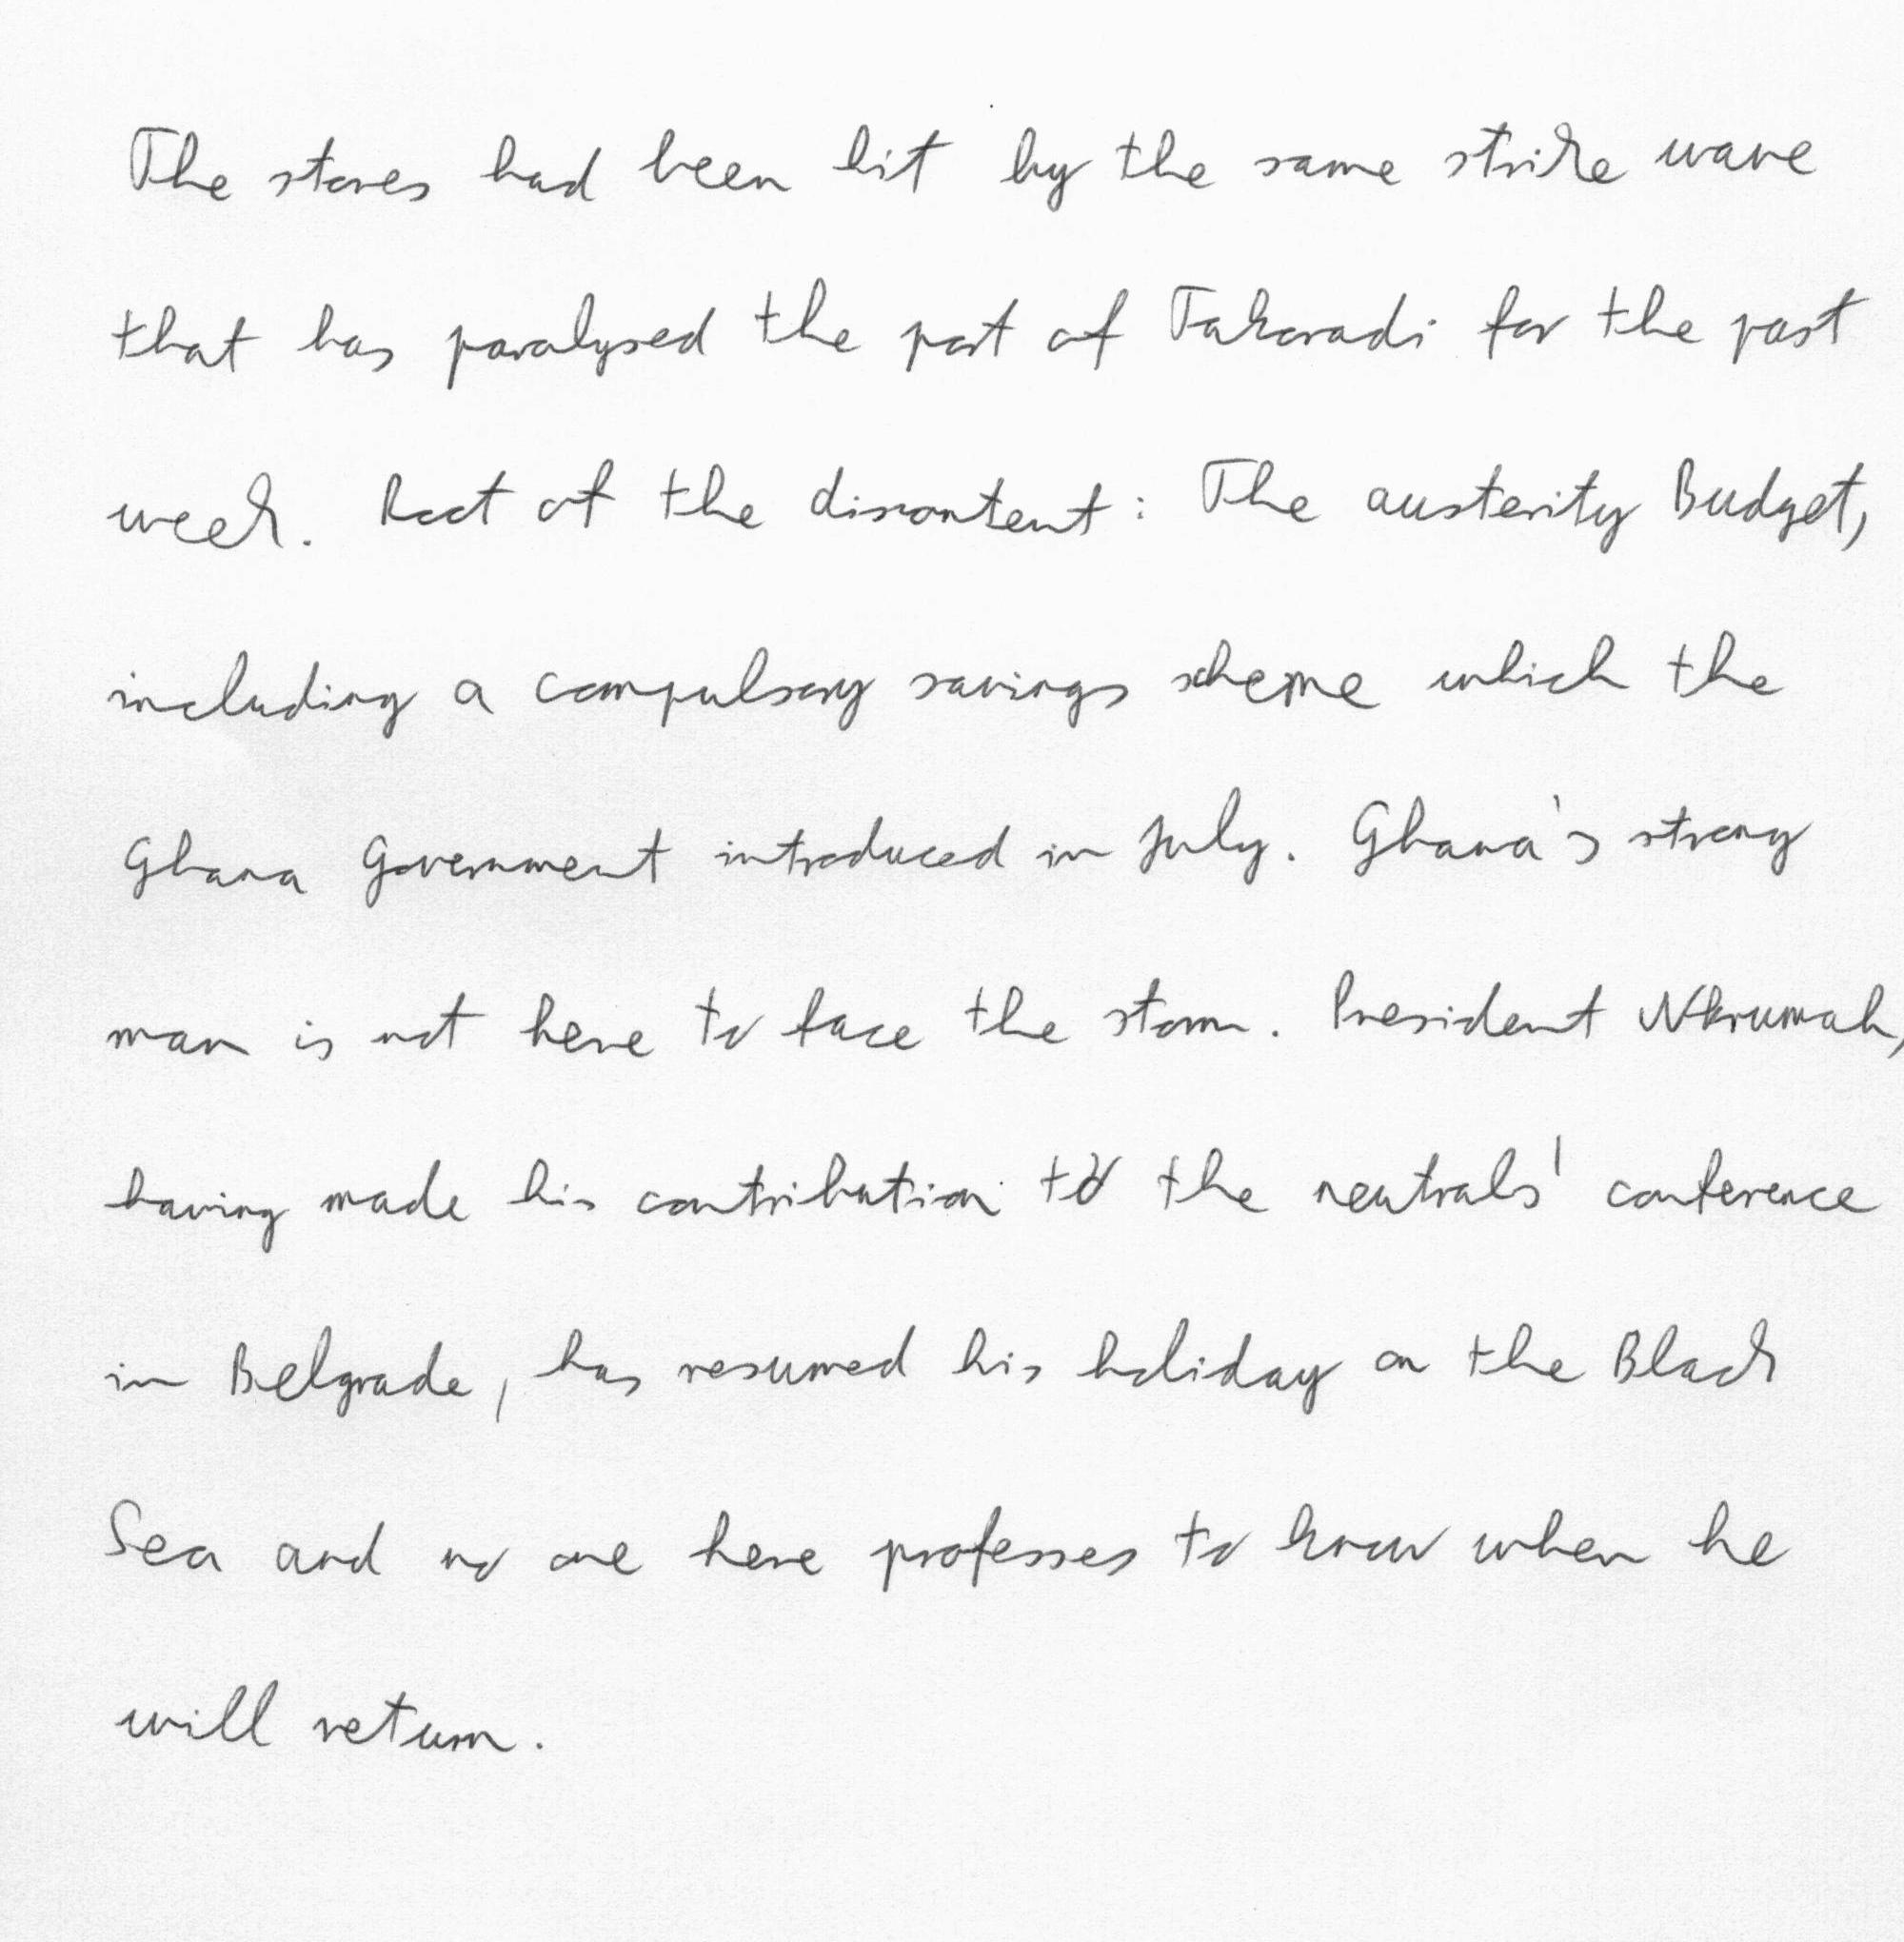 The stores had been hit by the same strike wave
that has paralysed the port of Takoradi for the past
week. Root of the discontent: The austerity Budget,
including a compulsory savings scheme which the
Ghana Government introduced in July. Ghana's strong
man is not here to face the storm. President Nkrumah,
having made his contribution to the neutrals' conference
in Belgrade, has resumed his holiday on the Black
Sea and no one here professes to know when he
will return.